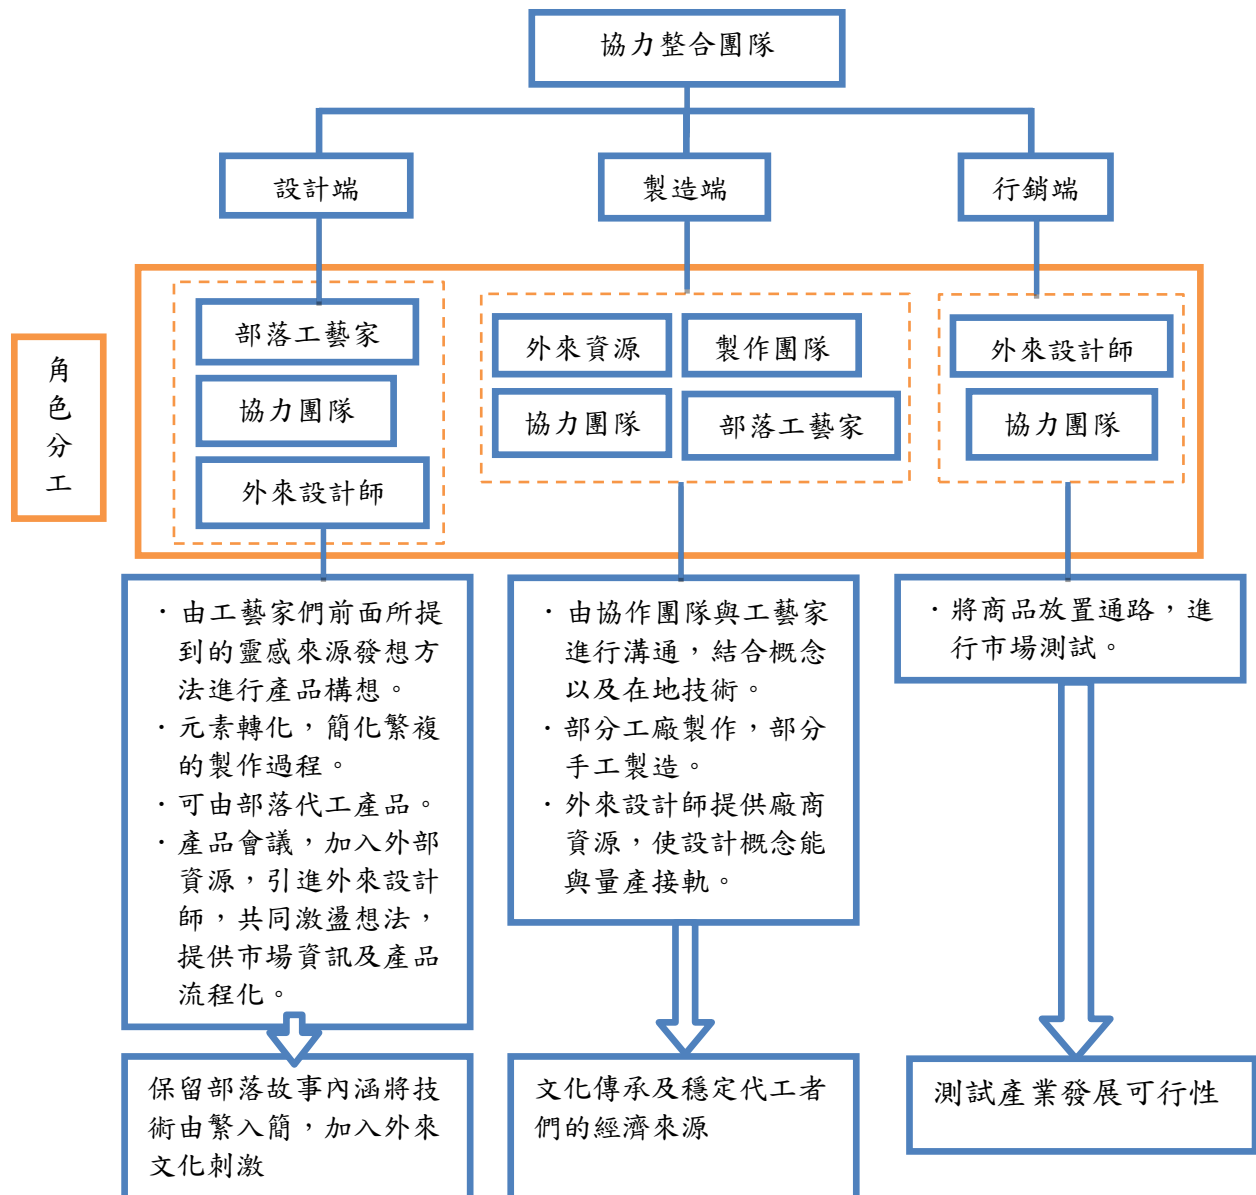 協力整合團隊
設計端
製造端
行銷端
角
色
分
工
部落工藝家
協力團隊
外來設計師
外來資源
製作團隊
協力團隊
部落工藝家
外來設計師
協力團隊
．由工藝家們前面所提
到的靈感來源發想方
法進行產品構想。
．元素轉化，簡化繁複
的製作過程。
．可由部落代工產品。
．產品會議，加入外部
資源，引進外來設計
師，共同激盪想法，
提供市場資訊及產品
流程化。
．由協作團隊與工藝家
進行溝通，結合概念
以及在地技術。
．部分工廠製作，部分
手工製造。
．外來設計師提供廠商
資源，使設計概念能
與量產接軌。
．將商品放置通路，進
行市場測試。
保留部落故事內涵將技
術由繁入簡，加入外來
文化刺激
文化傳承及穩定代工者
們的經濟來源
測試產業發展可行性